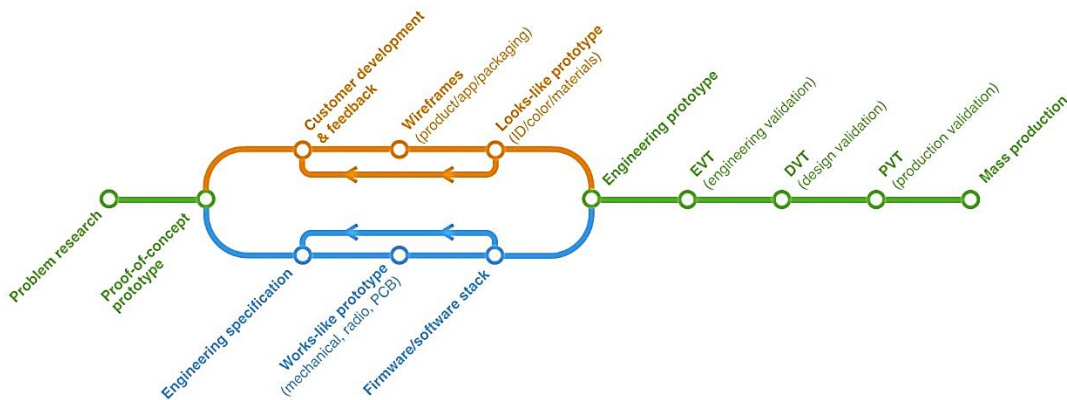 Problem research
Proof-of-concept
prototype
Customer development
& feedback
Wireframes
(product/app/packaging)
Looks-like prototype
(ID/color/materials)
Engineering specification
Works-like prototype
(mechanical, radio, PCB)
Firmware/software stack
Engineering prototype
EVT
(engineering validation)
DVT
(design validation)
PVT
(production validation)
Mass production